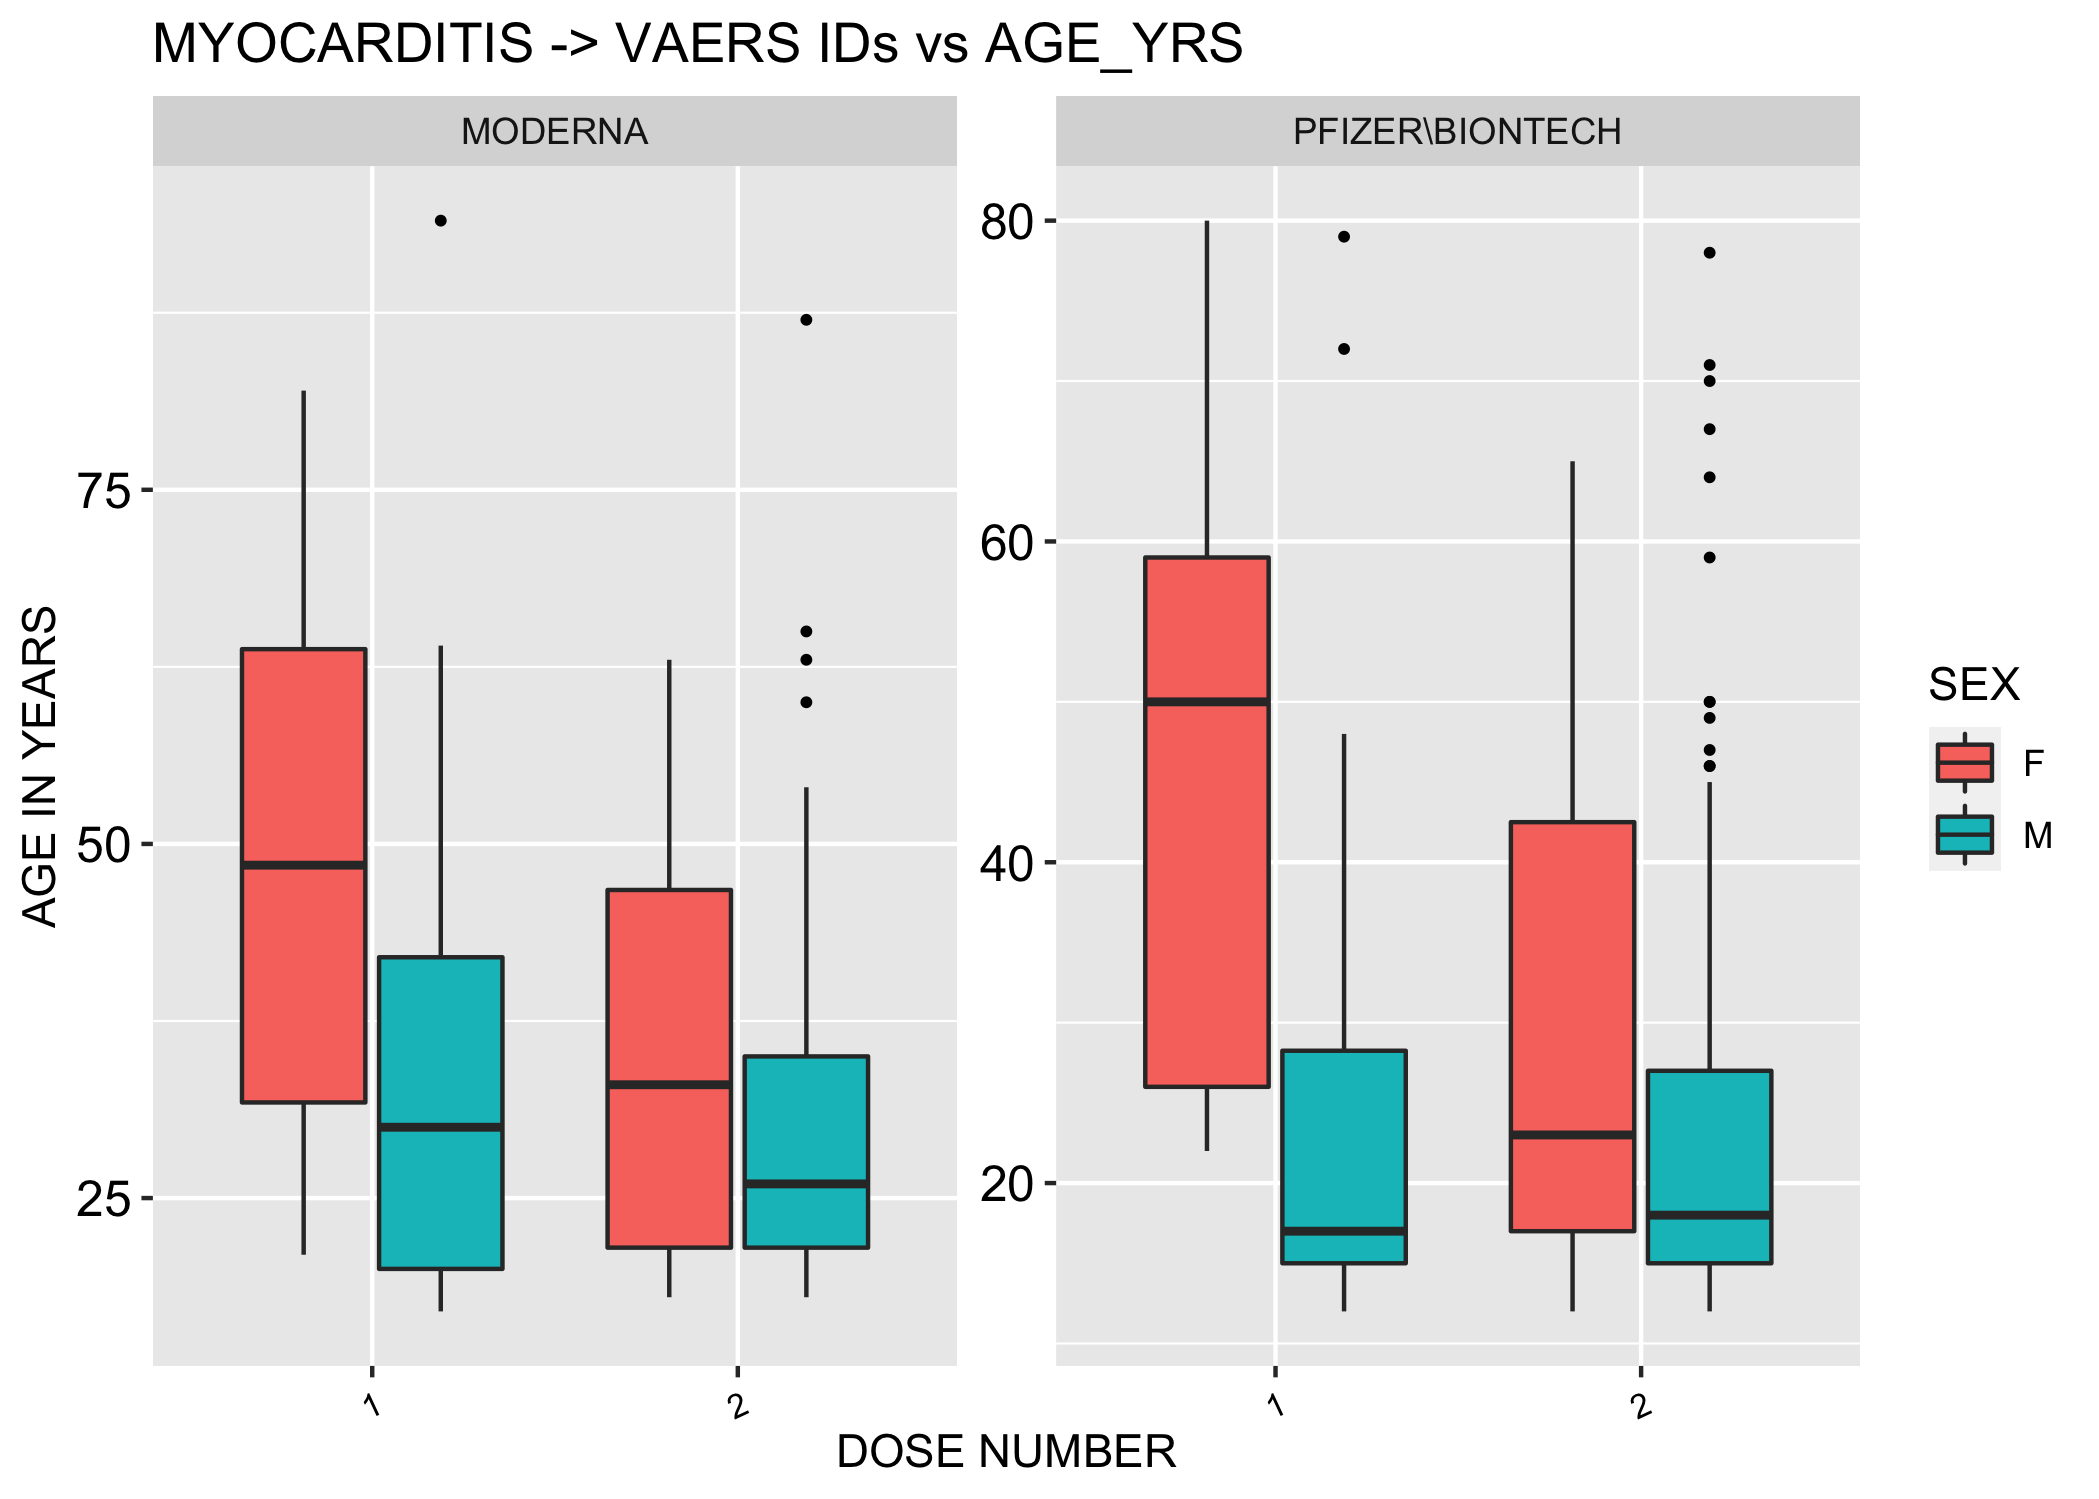 MYOCARDITIS -> VAERS IDs vs AGE_YRS
MODERNA
PFIZER\BIONTECH
AGE IN YEARS
75
50
25
80
60
40
20
1
2
1
2
DOSE NUMBER
SEX
F
M